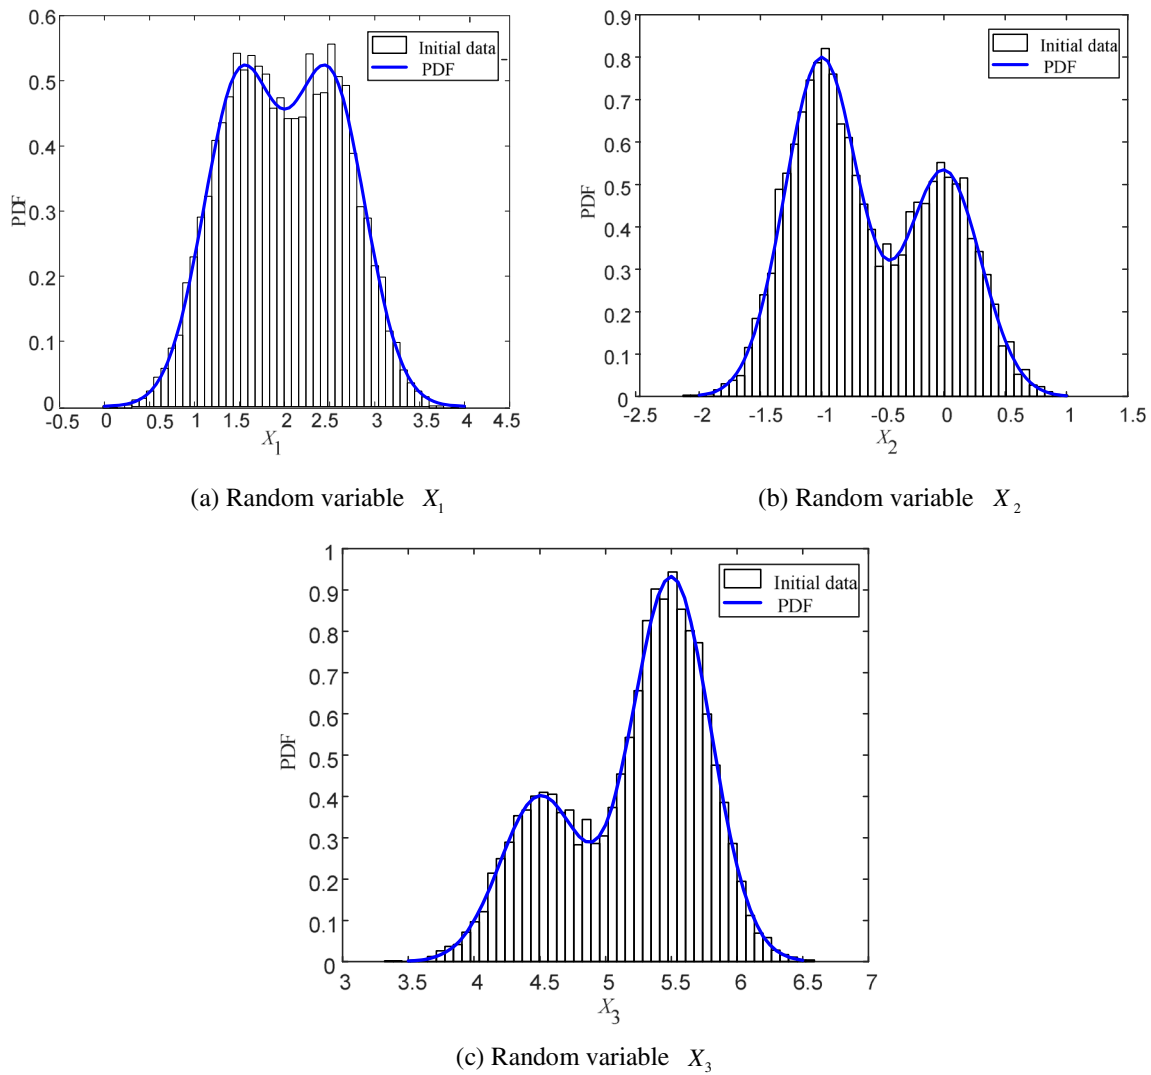 0.6
0.5
0.4
0.3
0.2
0.1
0
PDF
Initial data
PDF
-0.5 0 0.5 1 1.5 2 2.5 3 3.5 4 4.5
X1
(a) Random variable X1
0.9
0.8
0.7
0.6
0.5
0.4
0.3
0.2
0.1
0
PDF
Initial data
PDF
-2.5 -2 -1.5 -1 -0.5 0 0.5 1 1.5
X2
(b) Random variable X2
1
0.9
0.8
0.7
0.6
0.5
0.4
0.3
0.2
0.1
0
PDF
Initial data
PDF
3 3.5 4 4.5 5 5.5 6 6.5 7
X3
(c) Random variable X3